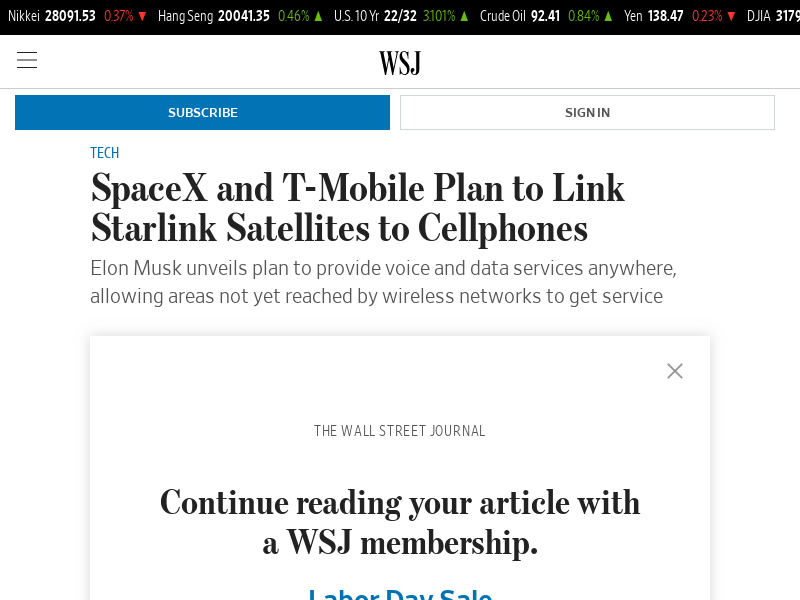 Nikkei 28091.53 0.37% ▼ Hang Seng 20041.35 0.46% ▲ U.S. 10 Yr 22/32 3.101% ▲ Crude Oil 92.41 0.84% ▲ Yen 138.47 0.23% ▼ DJIA 3179
WSJ
SUBSCRIBE SIGN IN
TECH
SpaceX and T-Mobile Plan to Link
Starlink Satellites to Cellphones
Elon Musk unveils plan to provide voice and data services anywhere,
allowing areas not yet reached by wireless networks to get service
THE WALL STREET JOURNAL
Continue reading your article with
a WSJ membership.
Labor Day Sale